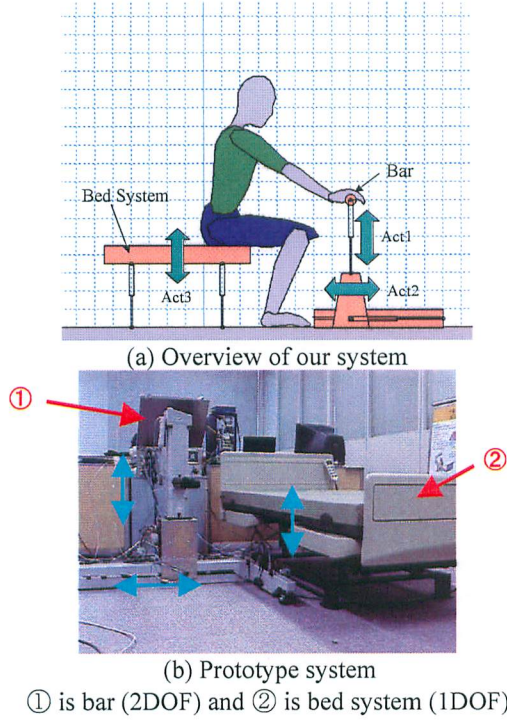 Bar
Bed System
Act1
Act2
Act3
(a) Overview of our system
①
②
(b) Prototype system
① is bar (2DOF) and ② is bed system (1DOF)